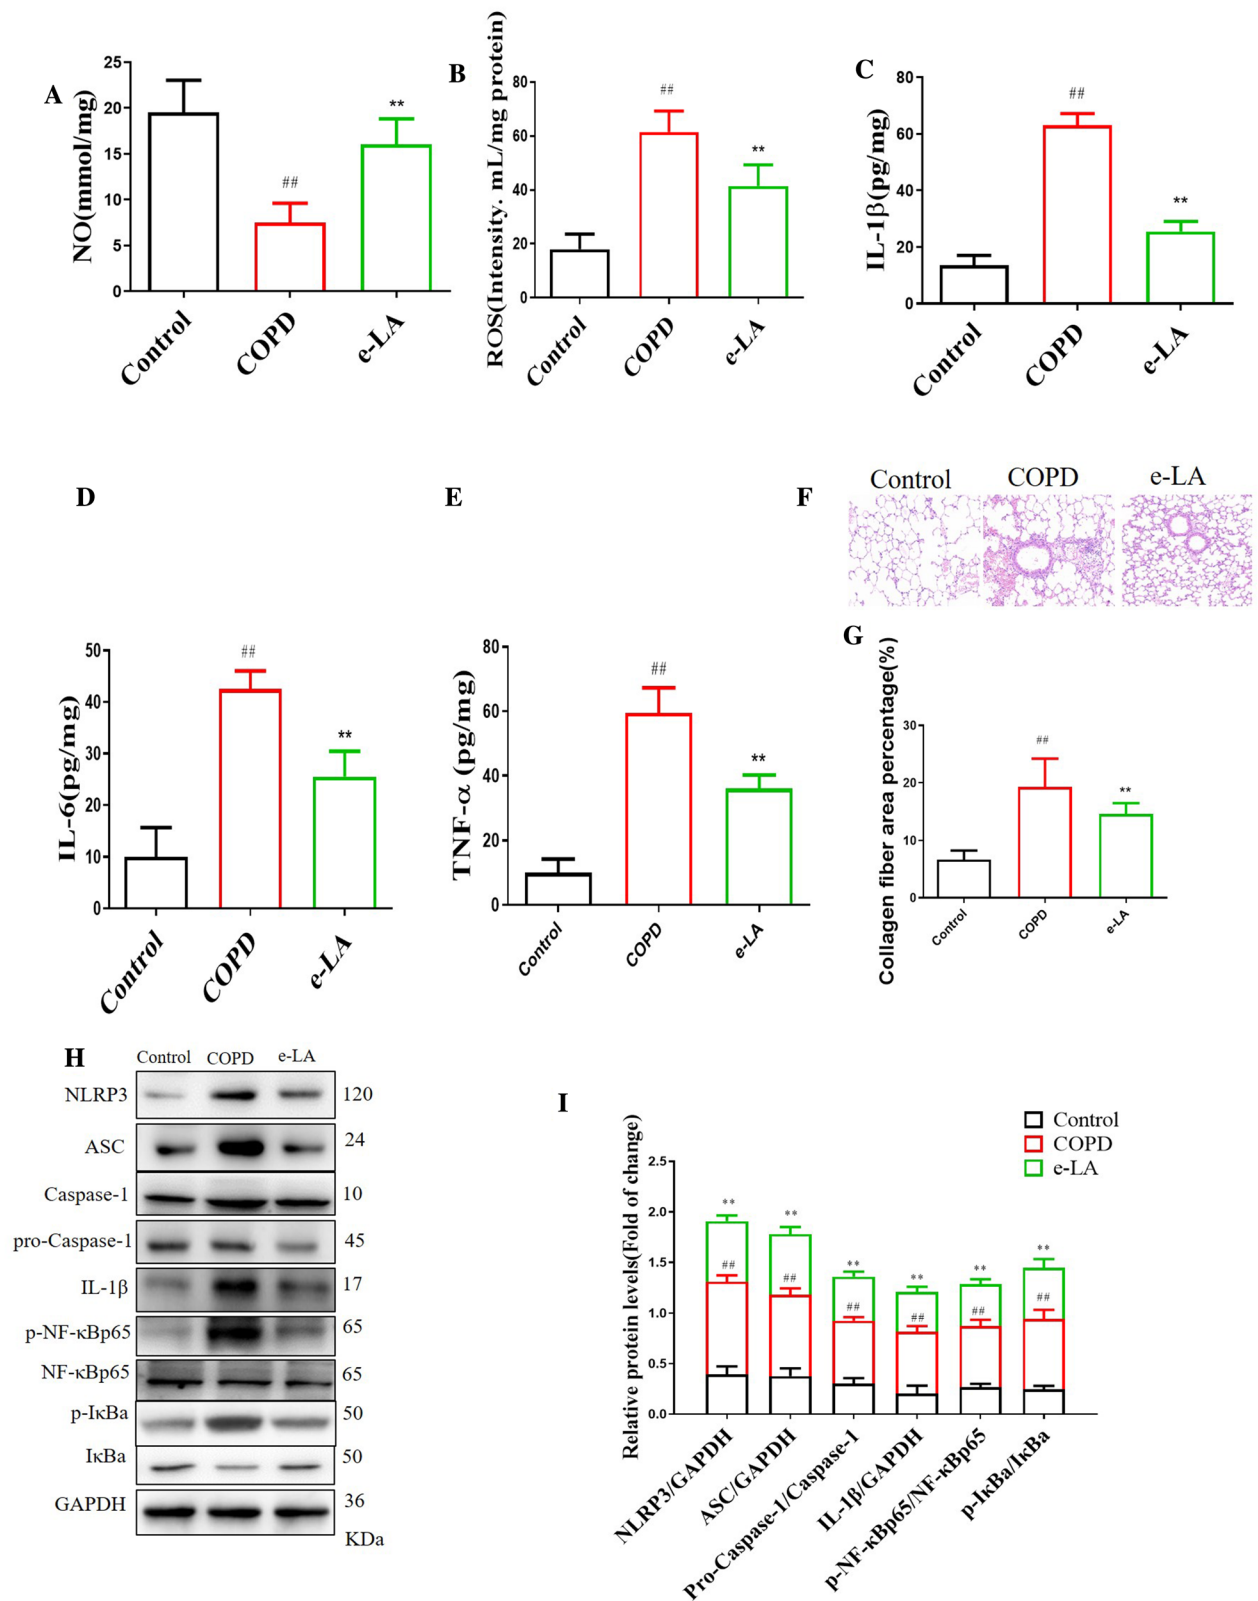 A
NO(mmol/mg)
25
20
15
10
5
0
##
**
Control
COPD
e-LA
B
ROS(Intensity. mL/mg protein)
80
60
40
20
0
##
**
Control
COPD
e-LA
C
IL-1β(pg/mg)
80
60
40
20
0
##
**
Control
COPD
e-LA
D
IL-6(pg/mg)
50
40
30
20
10
0
##
**
Control
COPD
e-LA
E
TNF-α (pg/mg)
80
60
40
20
0
##
**
Control
COPD
e-LA
F
Control
COPD
e-LA
G
Collagen fiber area percentage(%)
30
20
10
0
##
**
Control
COPD
e-LA
H
Control COPD e-LA
NLRP3 120
ASC 24
Caspase-1 10
pro-Caspase-1 45
IL-1β 17
p-NF-κBp65 65
NF-κBp65 65
p-IκBa 50
IκBa 50
GAPDH 36
KDa
I
Control
COPD
e-LA
Relative protein levels(Fold of change)
2.5
2.0
1.5
1.0
0.5
0.0
** ** ** ** ** **
## ## ## ## ## ##
NLRP3/GAPDH
ASC/GAPDH
Pro-Caspase-1/Caspase-1
IL-1β/GAPDH
p-NF-κBp65/NF-κBp65
p-IκBa/IκBa